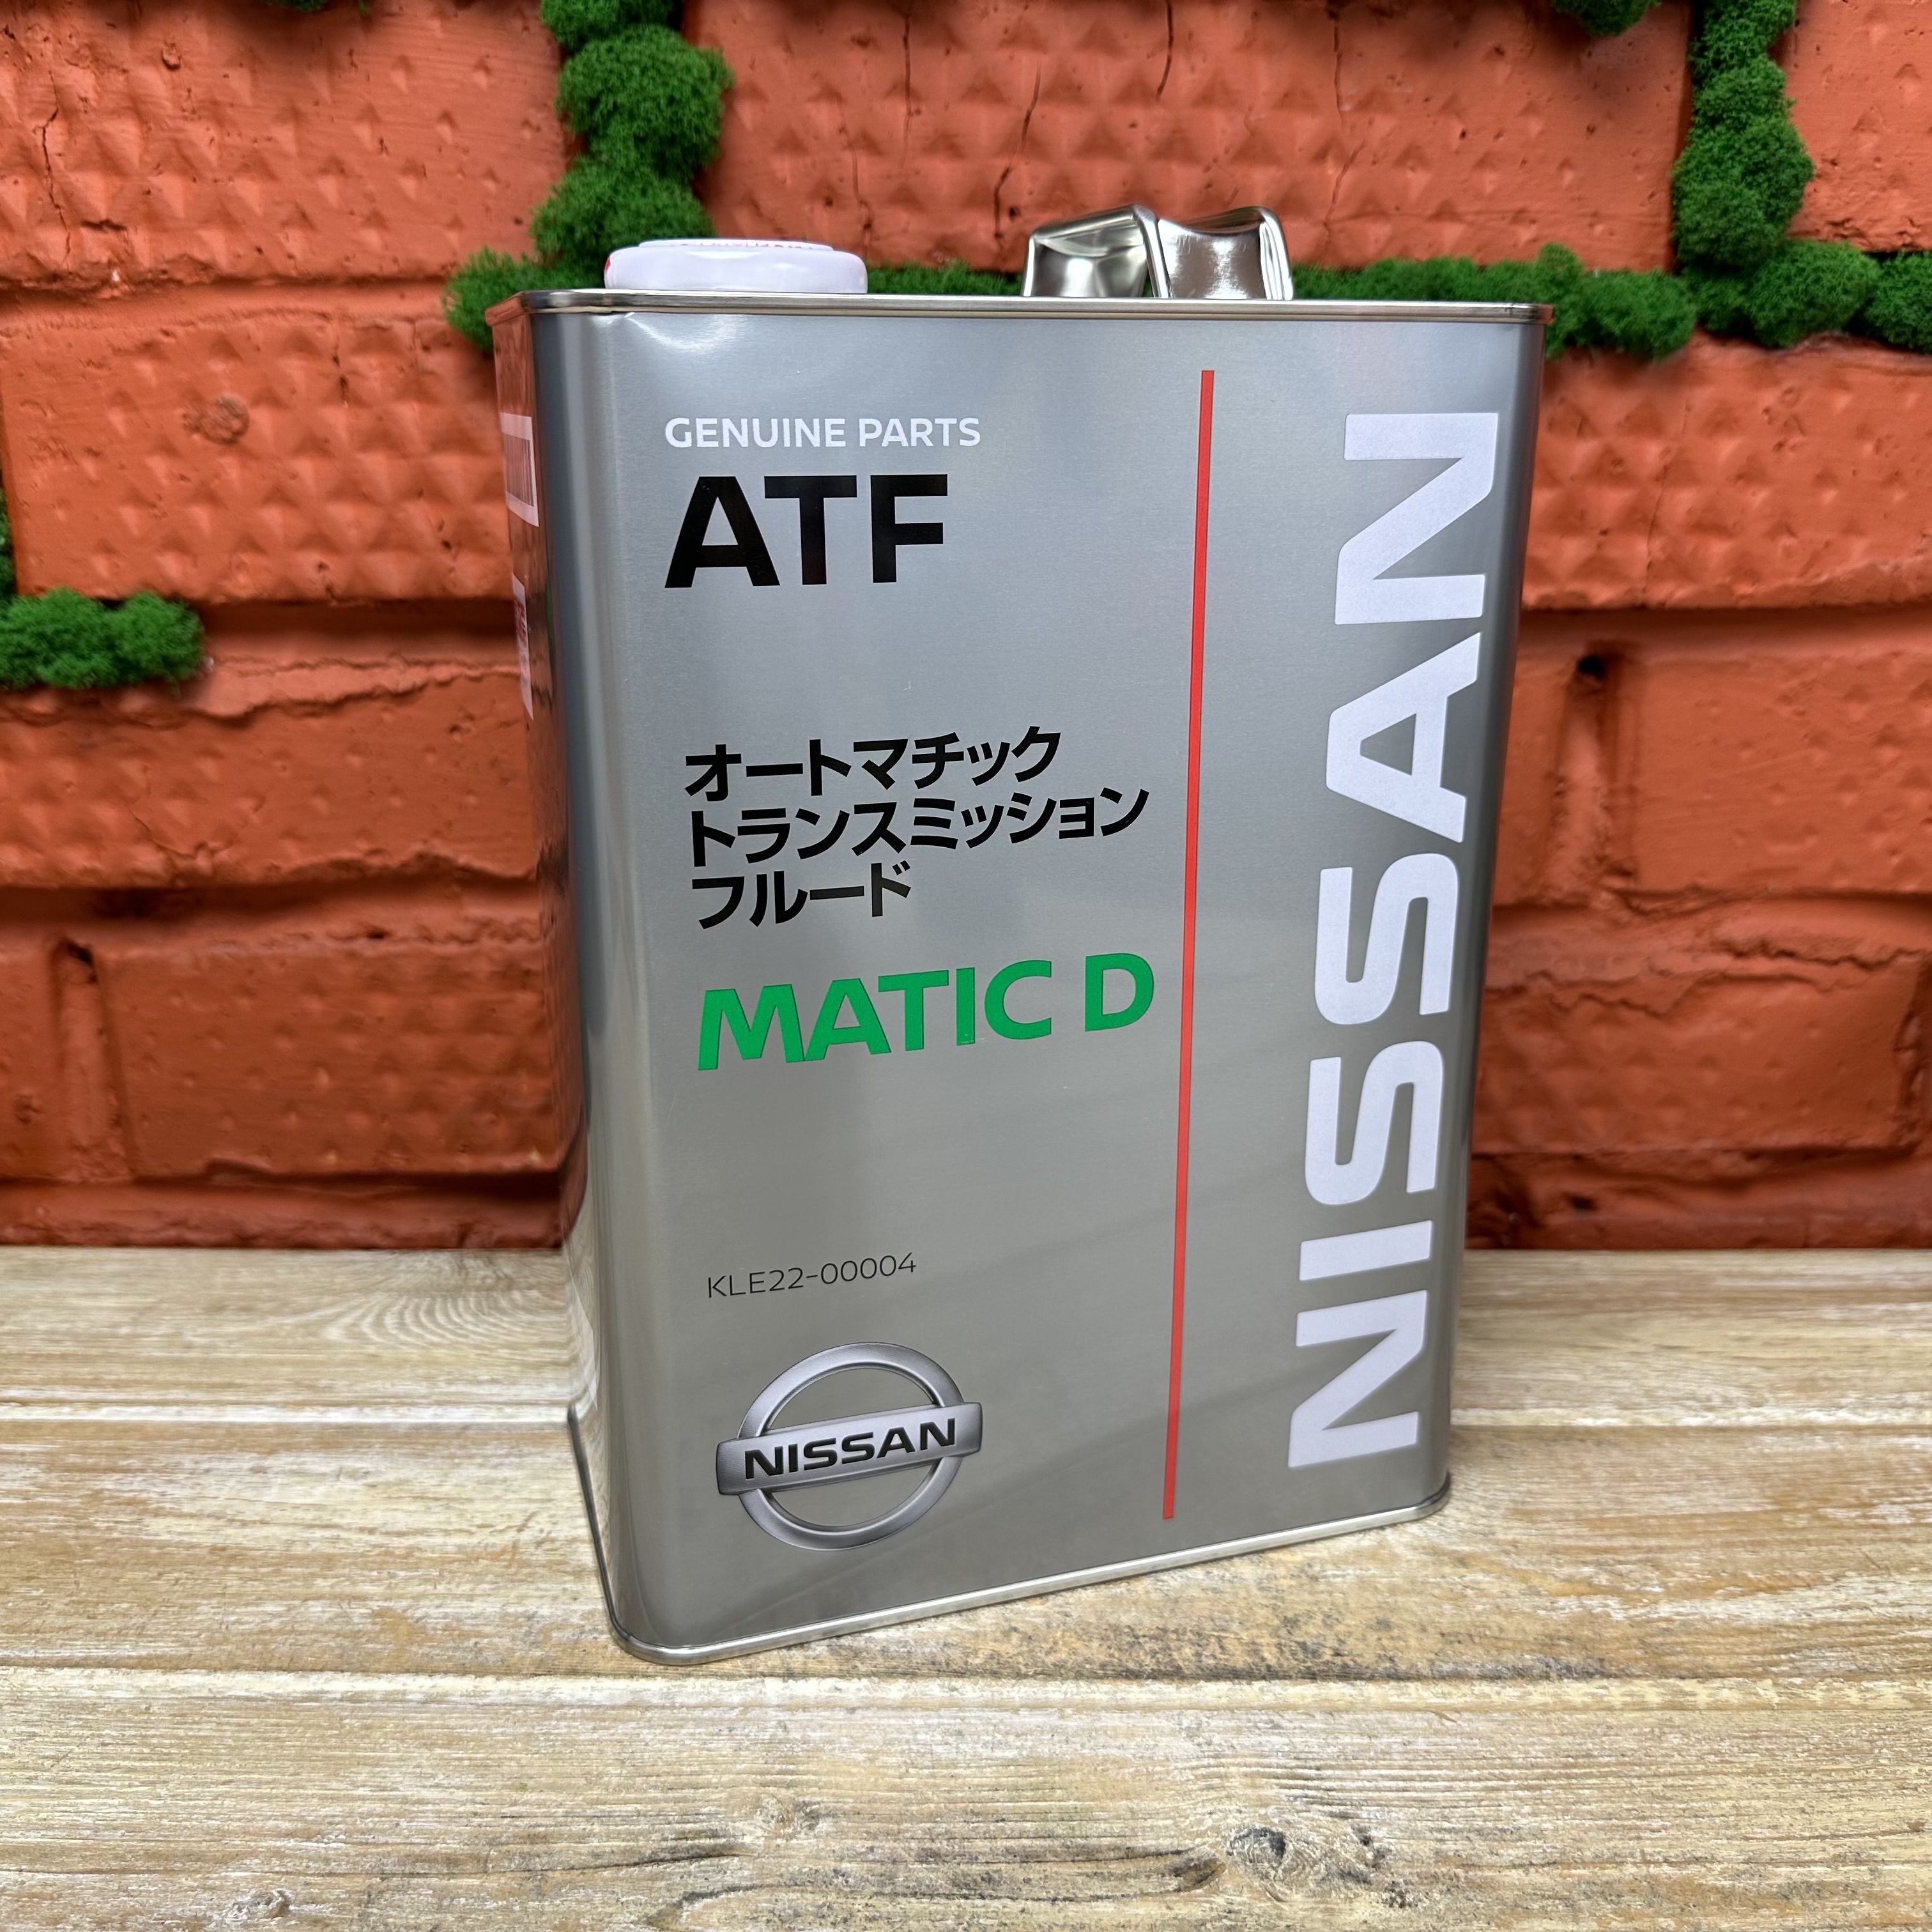 GENUINE PARTS
ATF
オートマチック
トランスミッション
フルード
MATIC D
KLE22-00004
NISSAN
NISSAN